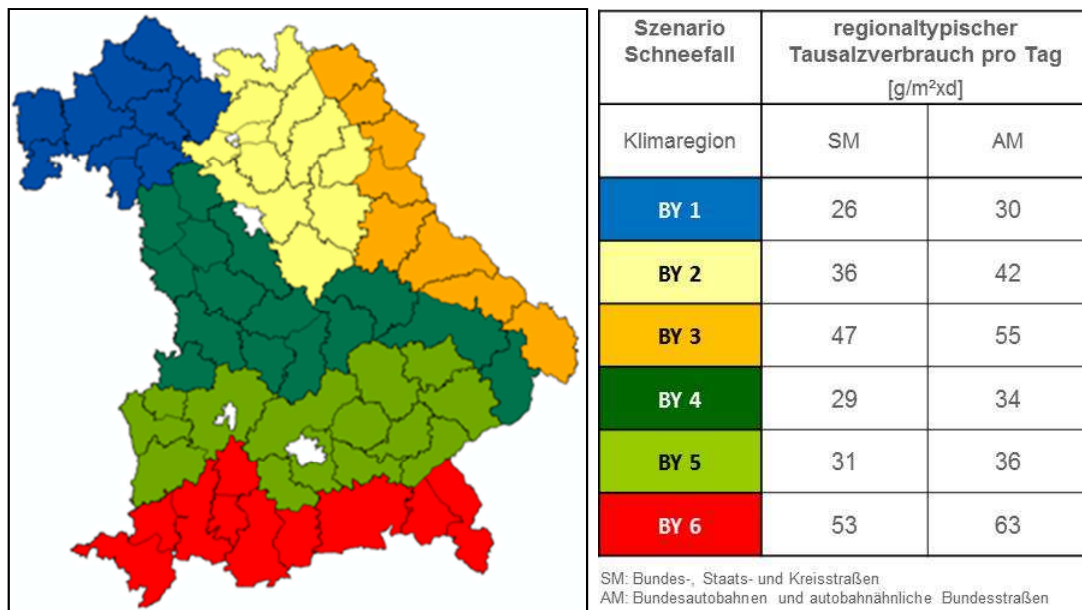 Szenario
Schneefall
regionaltypischer
Tausalzverbrauch pro Tag
[g/m²xd]
Klimaregion SM AM
BY 1 26 30
BY 2 36 42
BY 3 47 55
BY 4 29 34
BY 5 31 36
BY 6 53 63
SM: Bundes-, Staats- und Kreisstraßen
AM: Bundesautobahnen und autobahnähnliche Bundesstraßen